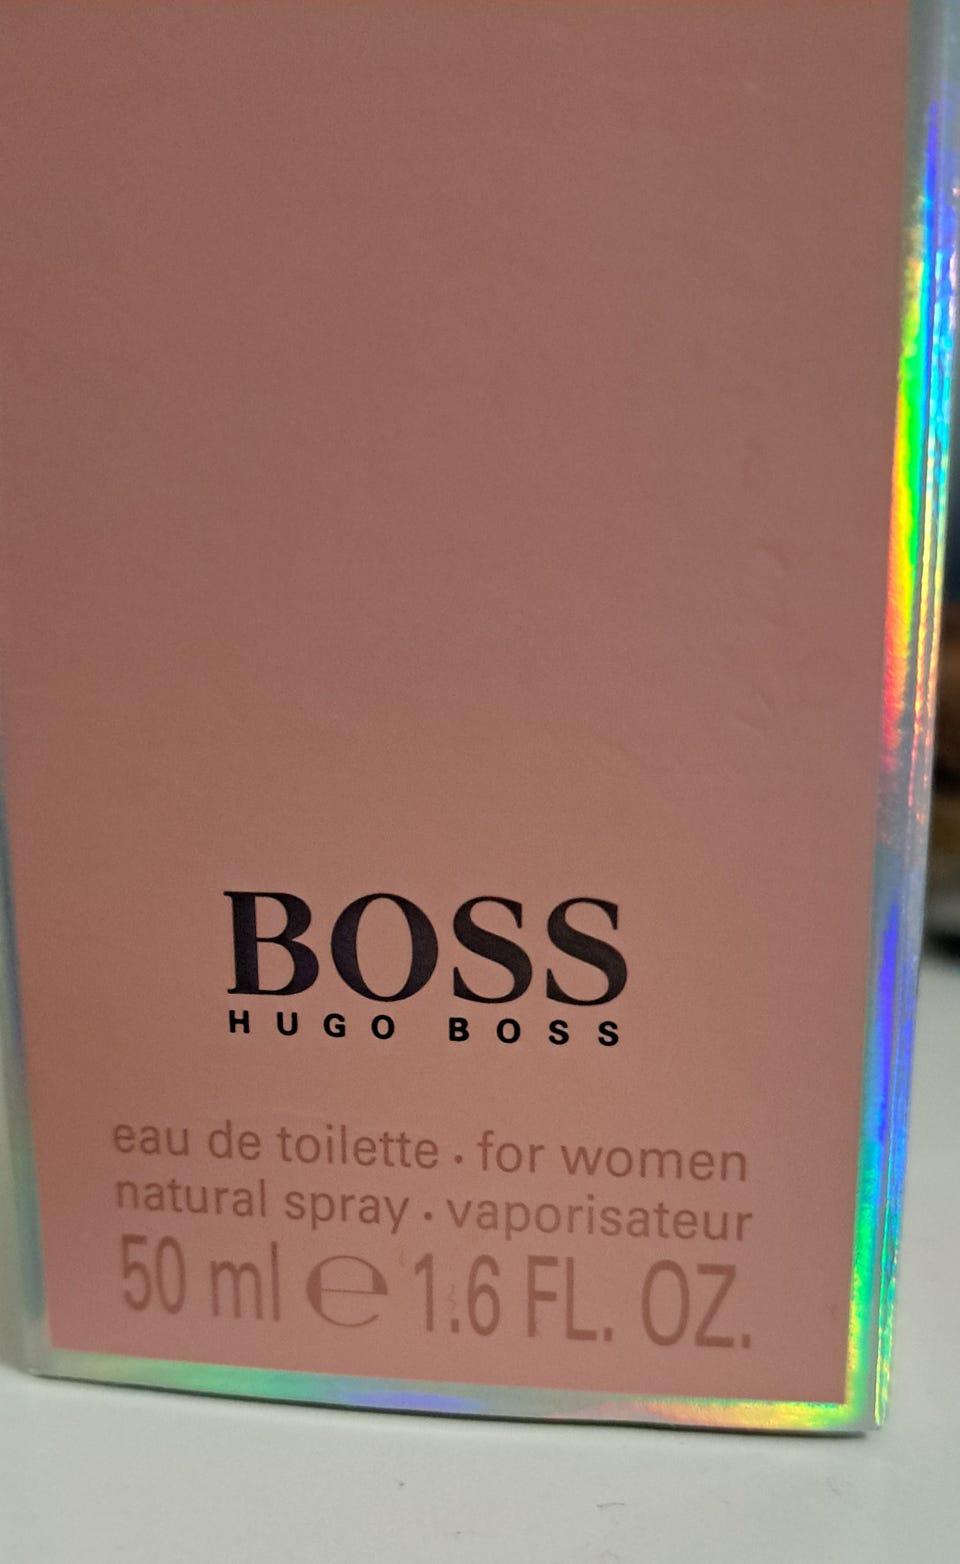 BOSS
HUGO BOSS
eau de toilette . for women
natural spray . vaporisateur
50 ml e 1.6 FL. OZ.